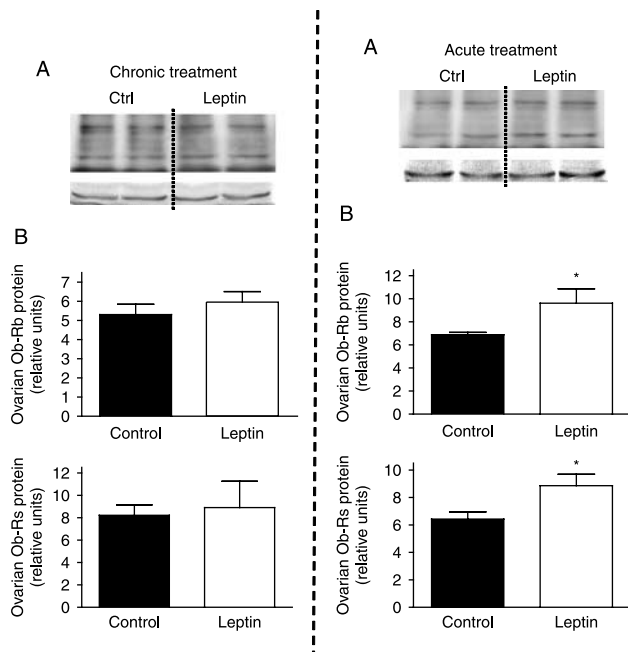 A
Chronic treatment
Ctrl Leptin
B
Ovarian Ob-Rb protein
(relative units)
7
6
5
4
3
2
1
0
Control Leptin
Ovarian Ob-Rs protein
(relative units)
12
10
8
6
4
2
0
Control Leptin
A
Acute treatment
Ctrl Leptin
B
Ovarian Ob-Rb protein
(relative units)
12
10
8
6
4
2
0
*
Control Leptin
Ovarian Ob-Rs protein
(relative units)
10
8
6
4
2
0
*
Control Leptin